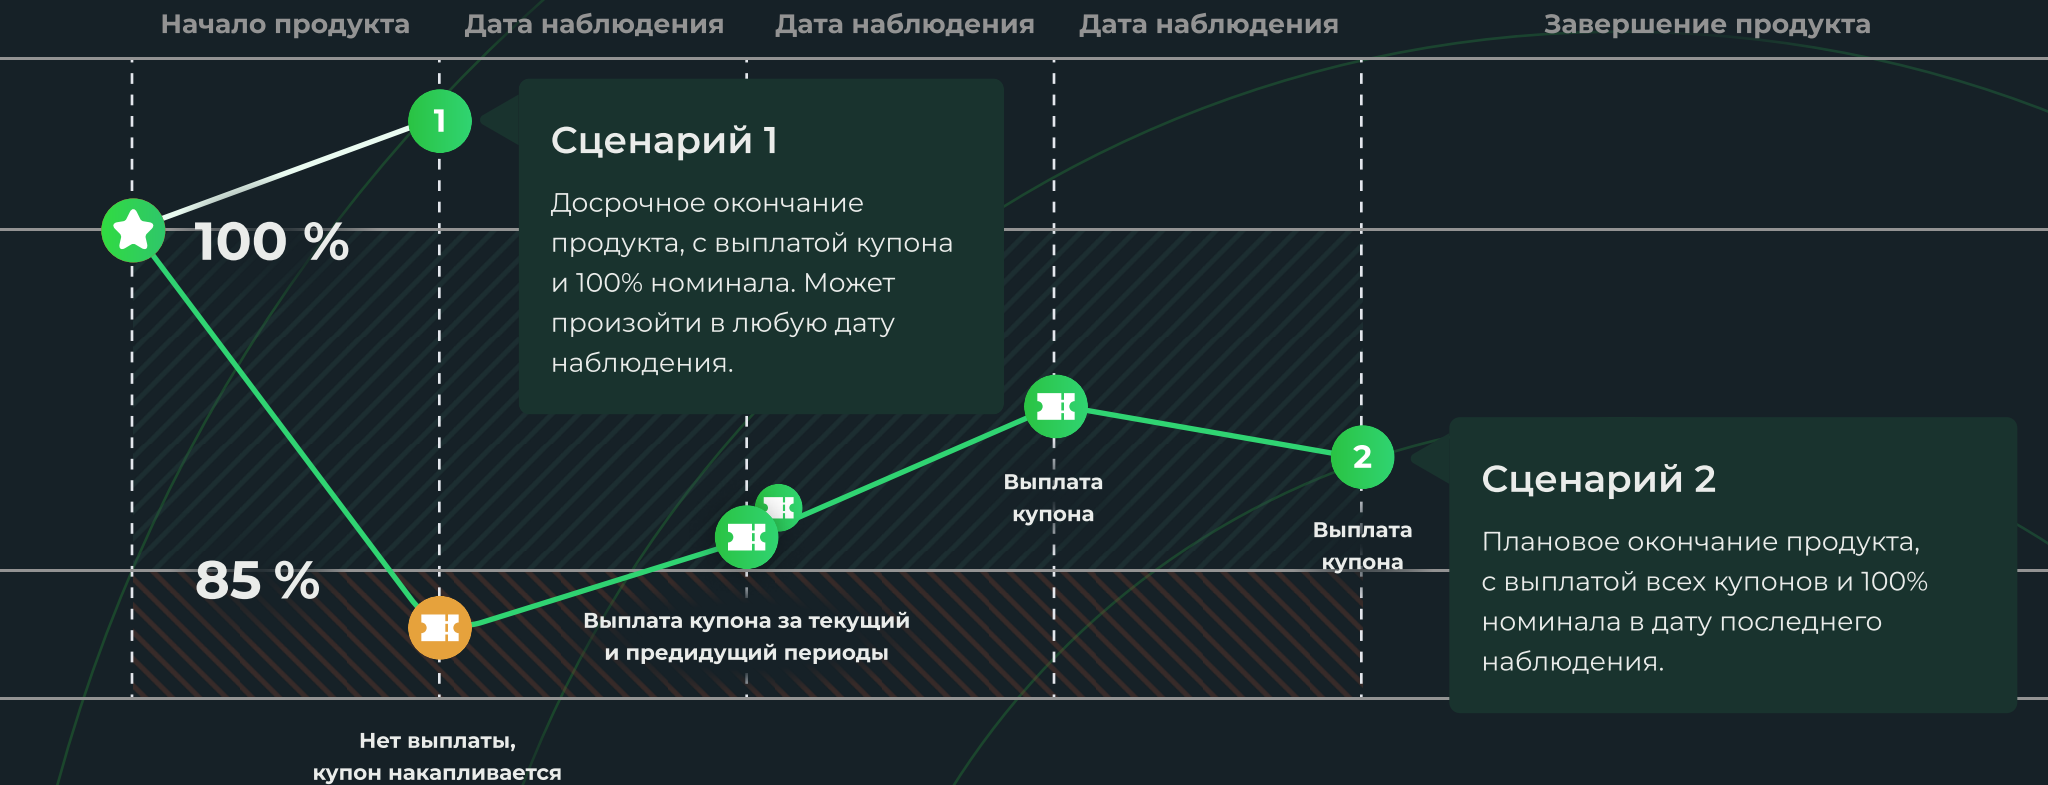 Начало продукта
Дата наблюдения
Дата наблюдения
Дата наблюдения
Завершение продукта
1
Сценарий 1
Досрочное окончание
продукта, с выплатой купона
и 100% номинала. Может
произойти в любую дату
наблюдения.
100 %
Выплата
купона
2
Выплата
купона
Сценарий 2
Плановое окончание продукта,
с выплатой всех купонов и 100%
номинала в дату последнего
наблюдения.
85 %
Выплата купона за текущий
и предидущий периоды
Нет выплаты,
купон накапливается